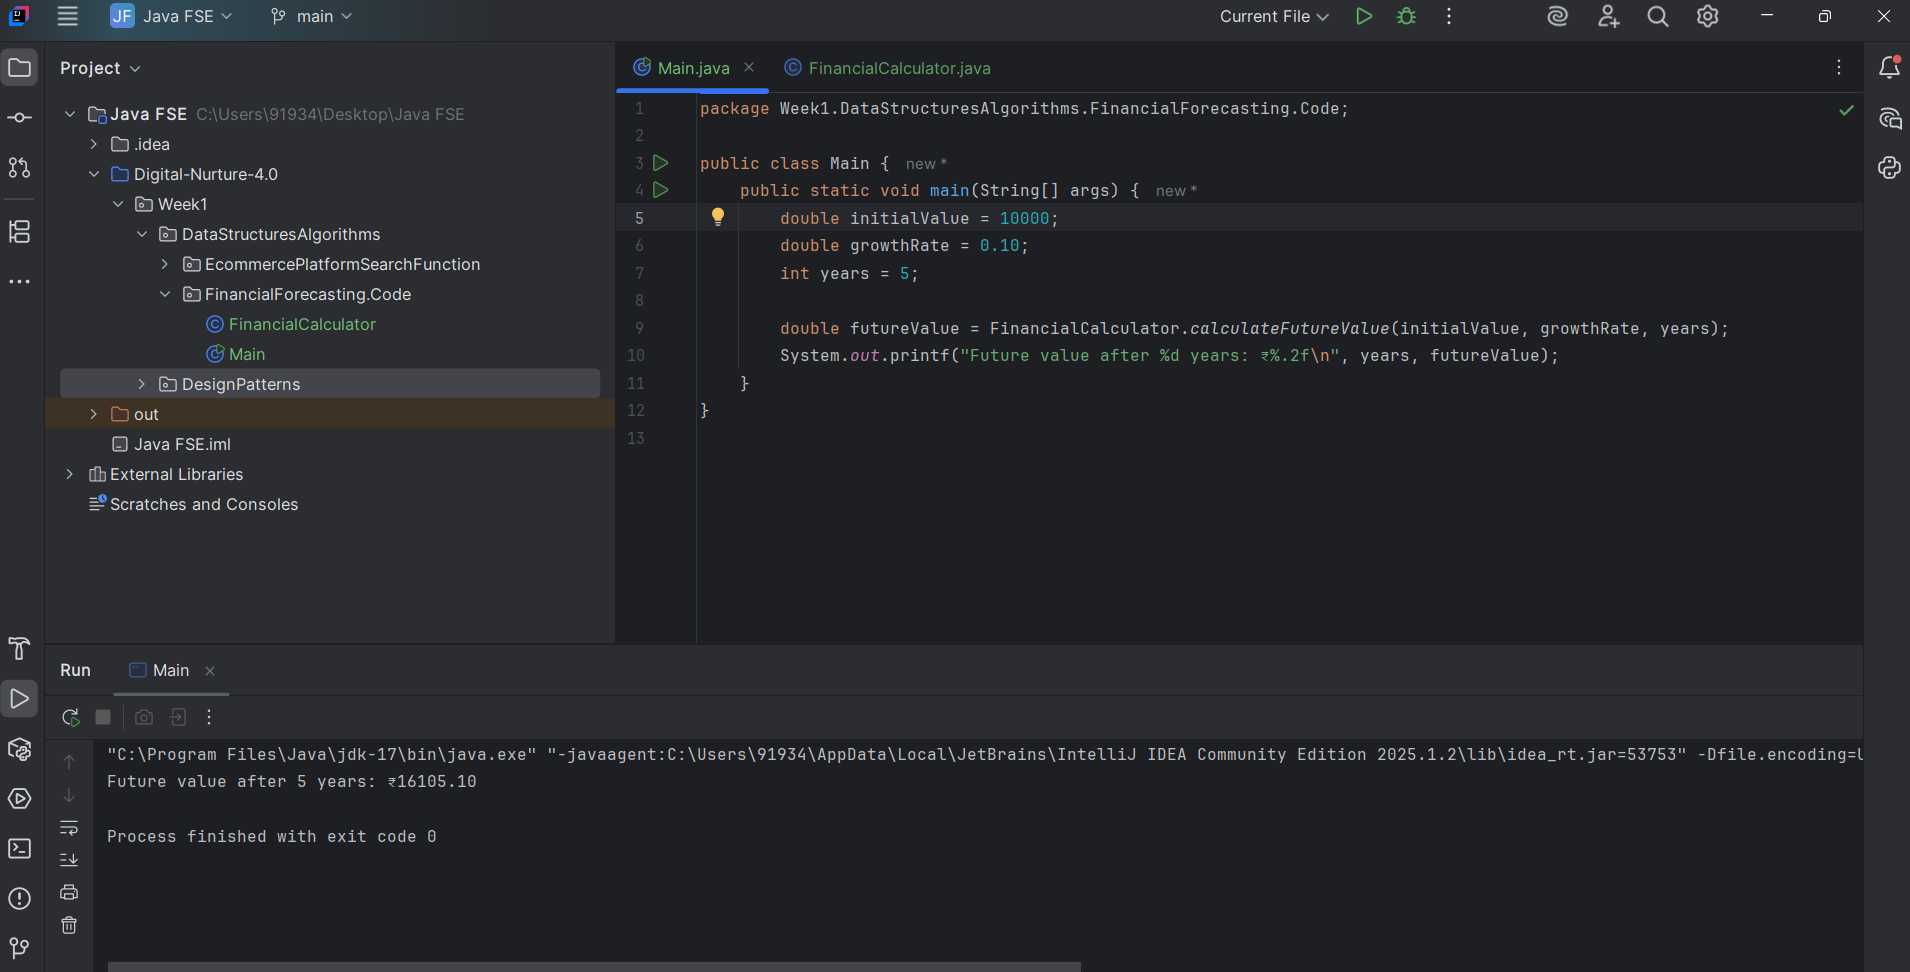 JF Java FSE main Current File
Project
Main.java FinancialCalculator.java
Java FSE C:\Users\91934\Desktop\Java FSE
.idea
Digital-Nurture-4.0
Week1
DataStructuresAlgorithms
EcommercePlatformSearchFunction
FinancialForecasting.Code
FinancialCalculator
Main
DesignPatterns
out
Java FSE.iml
External Libraries
Scratches and Consoles
1 package Week1.DataStructuresAlgorithms.FinancialForecasting.Code;
2
3 public class Main { new *
4 public static void main(String[] args) { new *
5 double initialValue = 10000;
6 double growthRate = 0.10;
7 int years = 5;
8
9 double futureValue = FinancialCalculator.calculateFutureValue(initialValue, growthRate, years);
10 System.out.printf("Future value after %d years: ₹%.2f\n", years, futureValue);
11 }
12 }
13
Run Main
"C:\Program Files\Java\jdk-17\bin\java.exe" "-javaagent:C:\Users\91934\AppData\Local\JetBrains\IntelliJ IDEA Community Edition 2025.1.2\lib\idea_rt.jar=53753" -Dfile.encoding=U
Future value after 5 years: ₹16105.10
Process finished with exit code 0